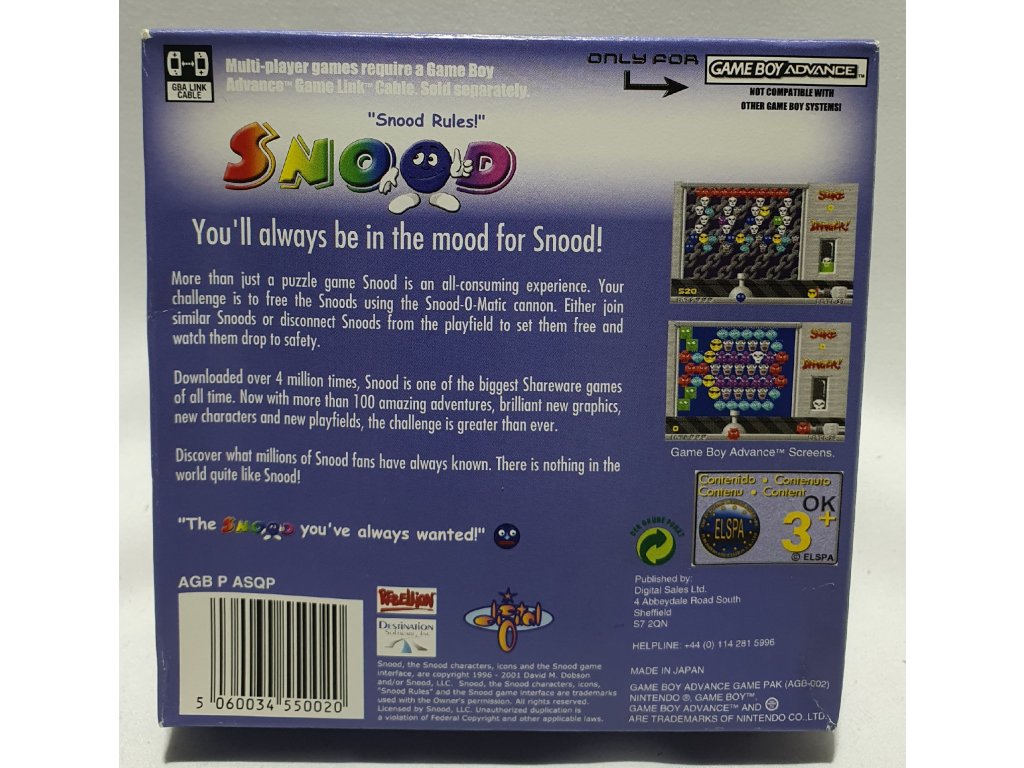 GBA LINK
CABLE
Multi-player games require a Game Boy
Advance™ Game Link™ Cable. Sold separately.
ONLY FOR
GAME BOY ADVANCE™
NOT COMPATIBLE WITH
OTHER GAME BOY SYSTEMS!
"Snood Rules!"
SNOOD
You'll always be in the mood for Snood!
More than just a puzzle game Snood is an all-consuming experience. Your
challenge is to free the Snoods using the Snood-O-Matic cannon. Either join
similar Snoods or disconnect Snoods from the playfield to set them free and
watch them drop to safety.
Downloaded over 4 million times, Snood is one of the biggest Shareware games
of all time. Now with more than 100 amazing adventures, brilliant new graphics,
new characters and new playfields, the challenge is greater than ever.
Discover what millions of Snood fans have always known. There is nothing in the
world quite like Snood!
"The SNOOD you've always wanted!"
520
DANGER!
DANGER!
0
Game Boy Advance™ Screens.
Contenido • Contenuto
Contenu • Content
OK
3+
ELSPA
© ELSPA
DER GRÜNE PUNKT
AGB P ASQP
5 060034 550020
REBELLION
DESTINATION
Software, Inc
digital
Snood, the Snood characters, icons and the Snood game
interface, are copyright 1996 - 2001 David M. Dobson
and/or Snood, LLC. Snood, the Snood characters, icons,
"Snood Rules" and the Snood game interface are trademarks
used with the Owner's permission. All rights reserved.
Licensed by Snood, LLC. Unauthorized duplication is
a violation of Federal Copyright and other applicable laws.
Published by:
Digital Sales Ltd.
4 Abbeydale Road South
Sheffield
S7 2QN
HELPLINE: +44 (0) 114 281 5996
MADE IN JAPAN
GAME BOY ADVANCE GAME PAK (AGB-002)
NINTENDO ® GAME BOY™,
GAME BOY ADVANCE™ AND
ARE TRADEMARKS OF NINTENDO CO.,LTD.